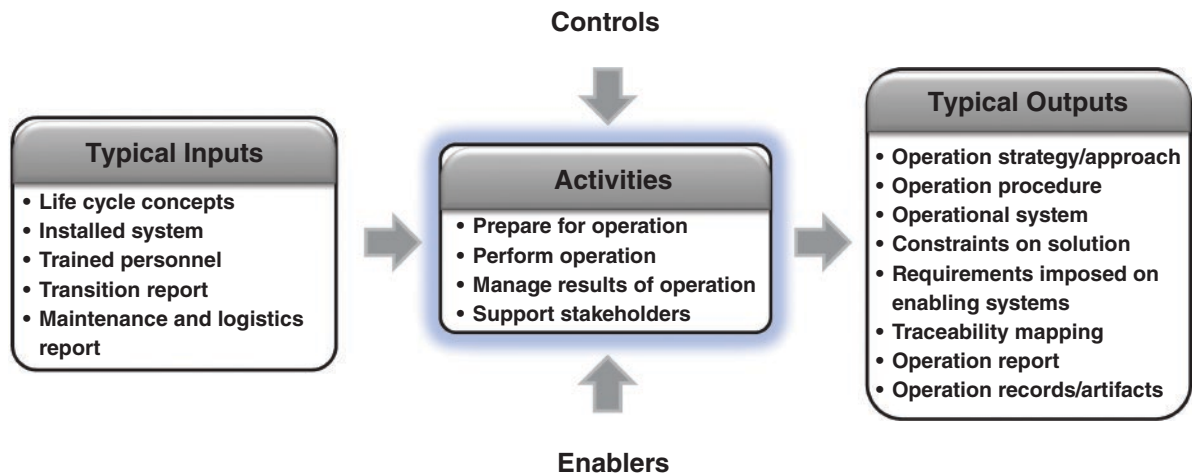 Controls
Typical Inputs
• Life cycle concepts
• Installed system
• Trained personnel
• Transition report
• Maintenance and logistics
report
Activities
• Prepare for operation
• Perform operation
• Manage results of operation
• Support stakeholders
Typical Outputs
• Operation strategy/approach
• Operation procedure
• Operational system
• Constraints on solution
• Requirements imposed on
enabling systems
• Traceability mapping
• Operation report
• Operation records/artifacts
Enablers